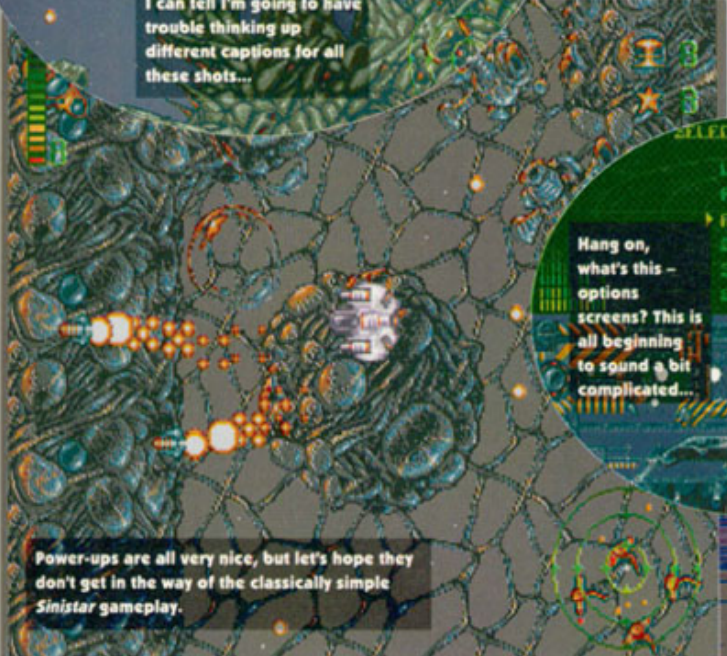 I can tell I'm going to have
trouble thinking up
different captions for all
these shots...
Hang on,
what's this –
options
screens? This is
all beginning
to sound a bit
complicated...
Power-ups are all very nice, but let's hope they
don't get in the way of the classically simple
Sinistar gameplay.